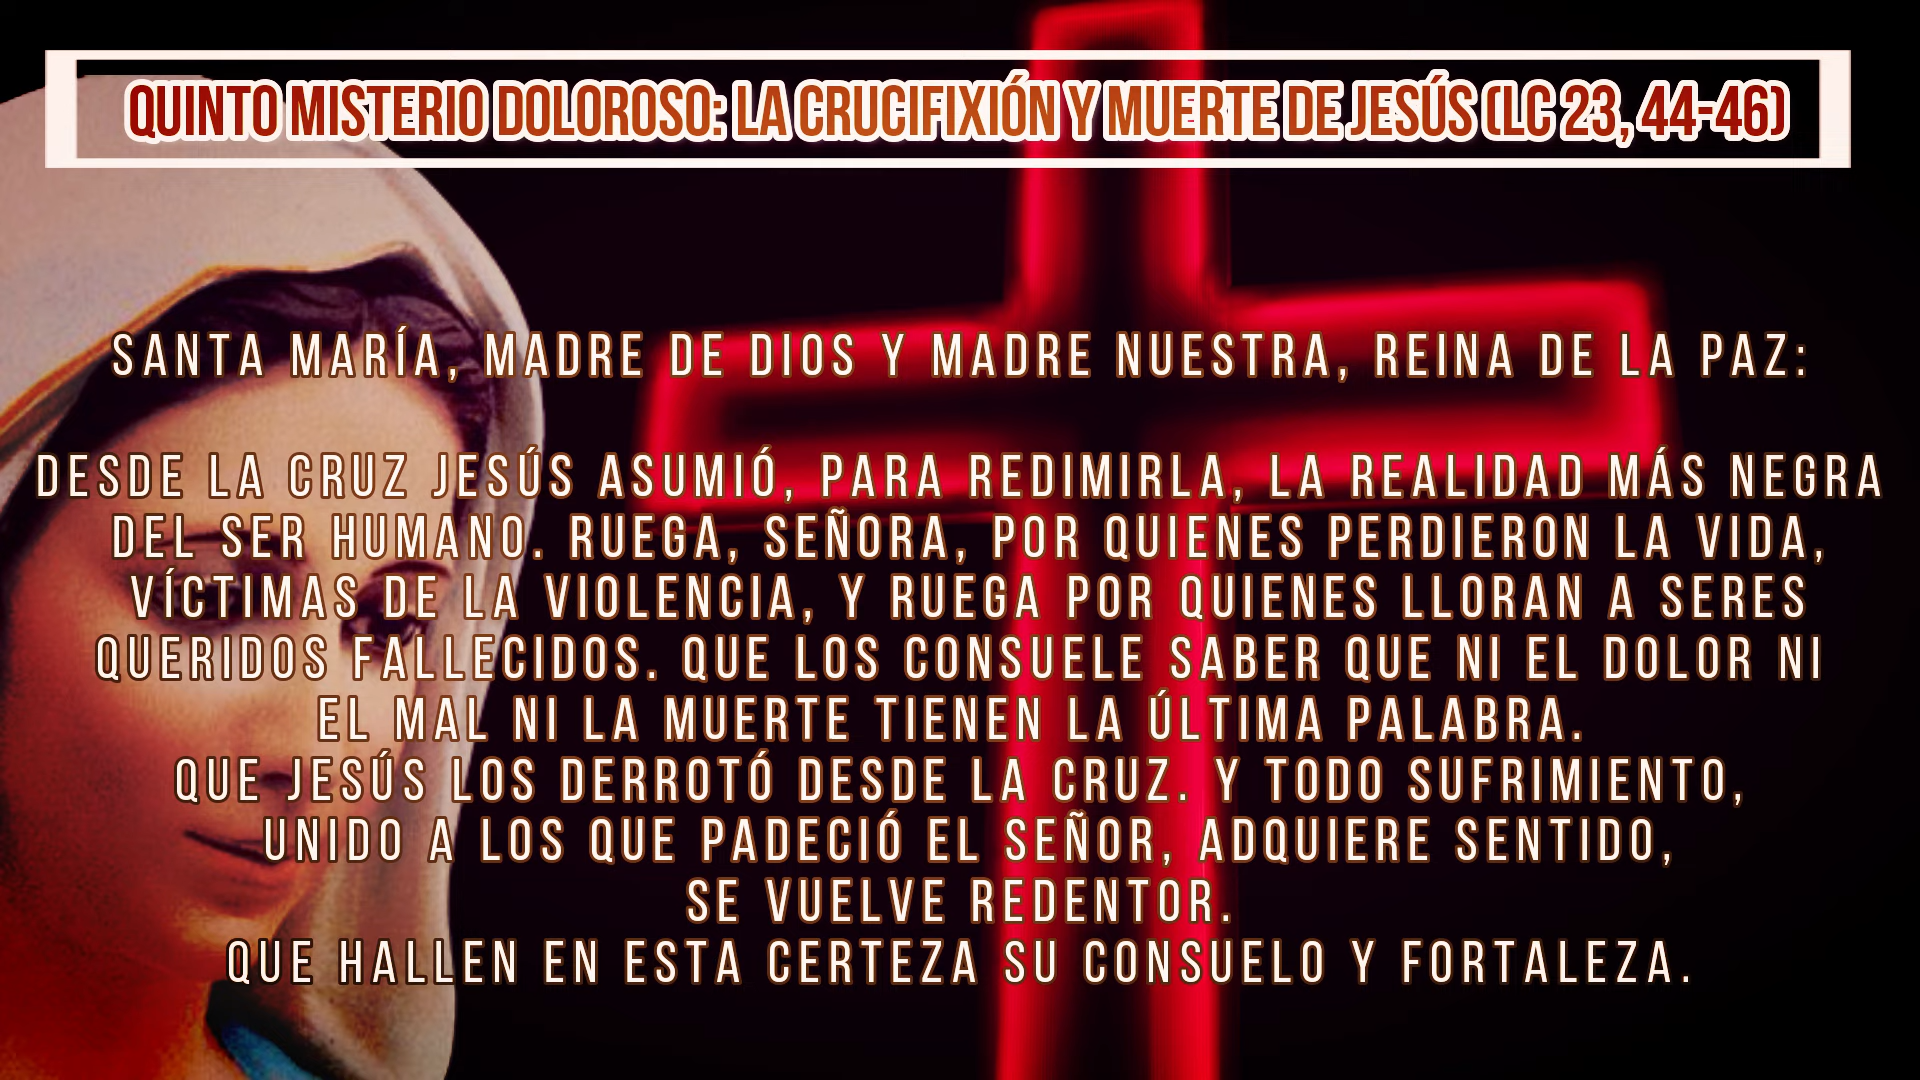 QUINTO MISTERIO DOLOROSO: LA CRUCIFIXIÓN Y MUERTE DE JESÚS (LC 23, 44-46)
SANTA MARÍA, MADRE DE DIOS Y MADRE NUESTRA, REINA DE LA PAZ:
DESDE LA CRUZ JESÚS ASUMIÓ, PARA REDIMIRLA, LA REALIDAD MÁS NEGRA
DEL SER HUMANO. RUEGA, SEÑORA, POR QUIENES PERDIERON LA VIDA,
VÍCTIMAS DE LA VIOLENCIA, Y RUEGA POR QUIENES LLORAN A SERES
QUERIDOS FALLECIDOS. QUE LOS CONSUELE SABER QUE NI EL DOLOR NI
EL MAL NI LA MUERTE TIENEN LA ÚLTIMA PALABRA.
QUE JESÚS LOS DERROTÓ DESDE LA CRUZ. Y TODO SUFRIMIENTO,
UNIDO A LOS QUE PADECIÓ EL SEÑOR, ADQUIERE SENTIDO,
SE VUELVE REDENTOR.
QUE HALLEN EN ESTA CERTEZA SU CONSUELO Y FORTALEZA.